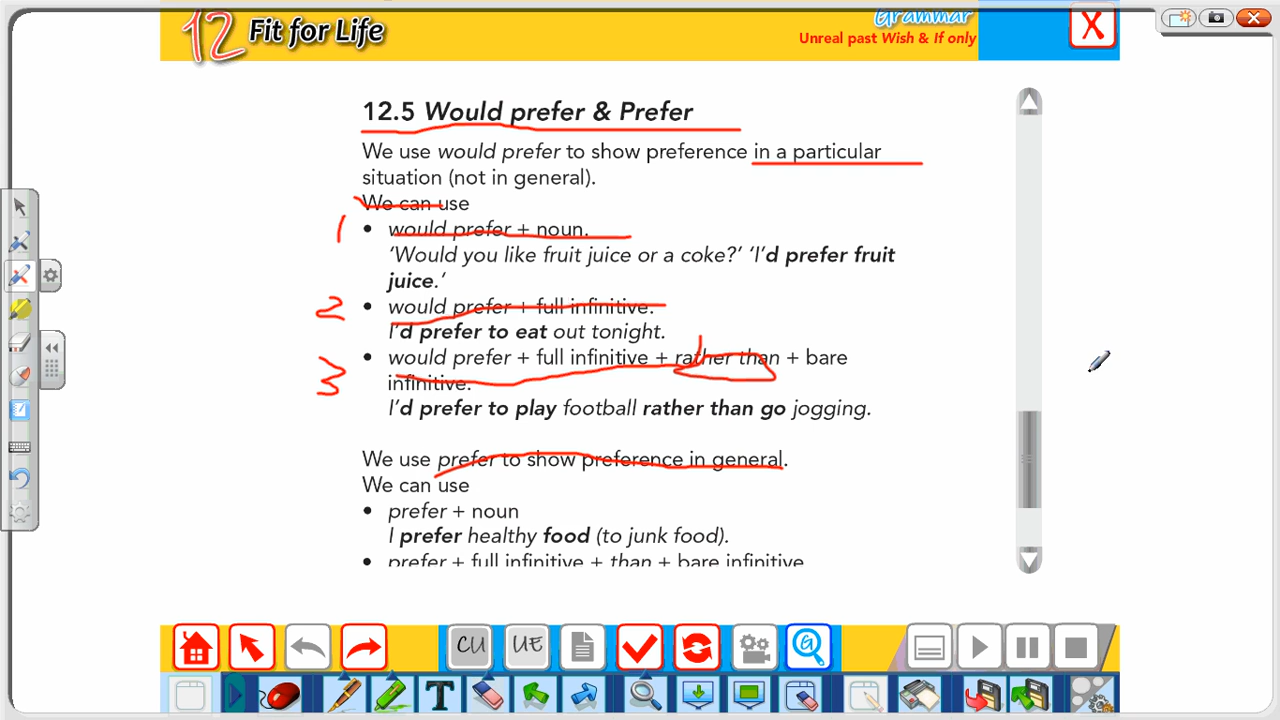 12 Fit for Life
Grammar
Unreal past Wish & If only
X
12.5 Would prefer & Prefer
We use would prefer to show preference in a particular
situation (not in general).
We can use
1 • would prefer + noun.
‘Would you like fruit juice or a coke?’ ‘I’d prefer fruit
juice.’
2 • would prefer + full infinitive.
I’d prefer to eat out tonight.
3 • would prefer + full infinitive + rather than + bare
infinitive.
I’d prefer to play football rather than go jogging.
We use prefer to show preference in general.
We can use
• prefer + noun
I prefer healthy food (to junk food).
• prefer + full infinitive + than + bare infinitive
CU UE G
T